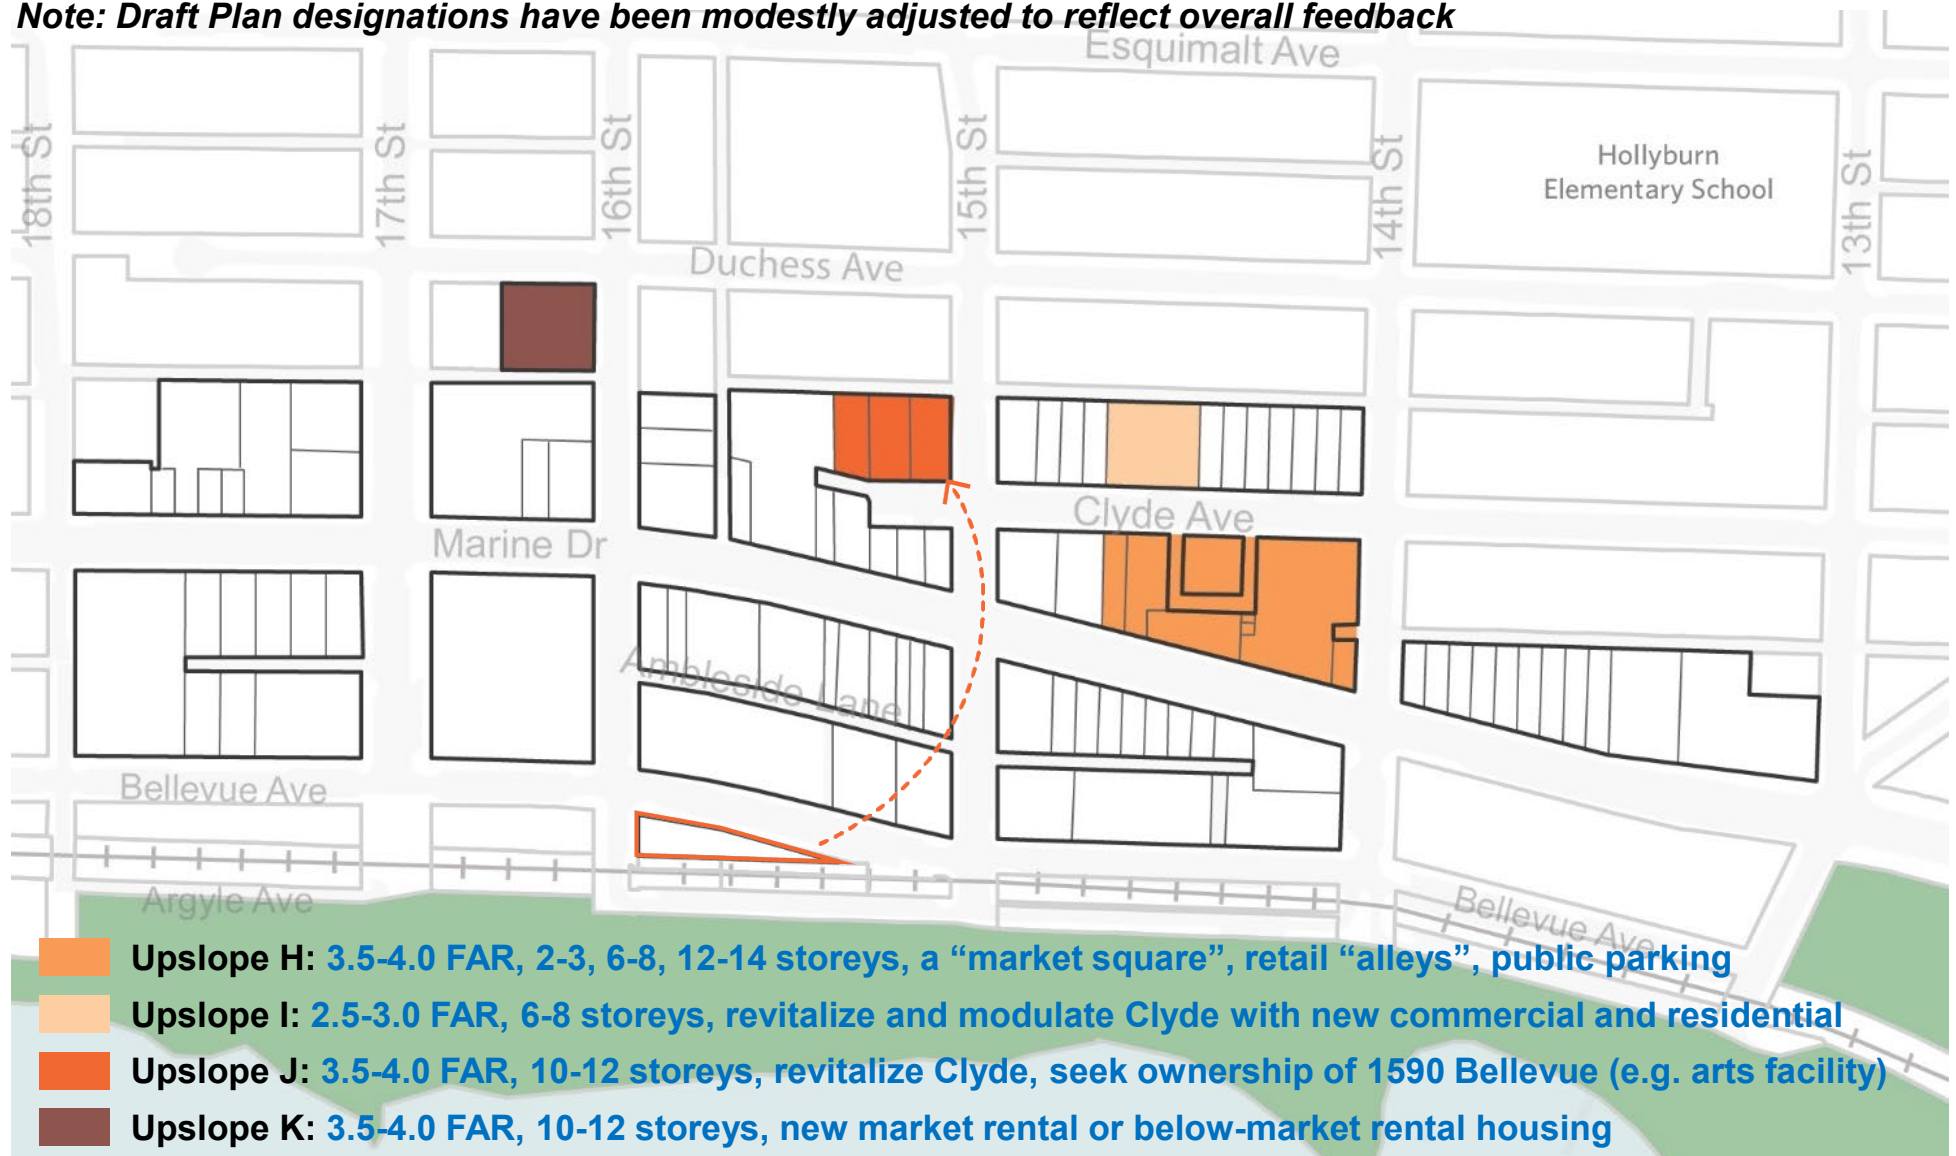 Note: Draft Plan designations have been modestly adjusted to reflect overall feedback
Esquimalt Ave
18th St
17th St
16th St
15th St
14th St
Hollyburn
Elementary School
13th St
Duchess Ave
Clyde Ave
Marine Dr
Ambleside Lane
Bellevue Ave
Argyle Ave
Bellevue Ave
Upslope H: 3.5-4.0 FAR, 2-3, 6-8, 12-14 storeys, a “market square”, retail “alleys”, public parking
Upslope I: 2.5-3.0 FAR, 6-8 storeys, revitalize and modulate Clyde with new commercial and residential
Upslope J: 3.5-4.0 FAR, 10-12 storeys, revitalize Clyde, seek ownership of 1590 Bellevue (e.g. arts facility)
Upslope K: 3.5-4.0 FAR, 10-12 storeys, new market rental or below-market rental housing